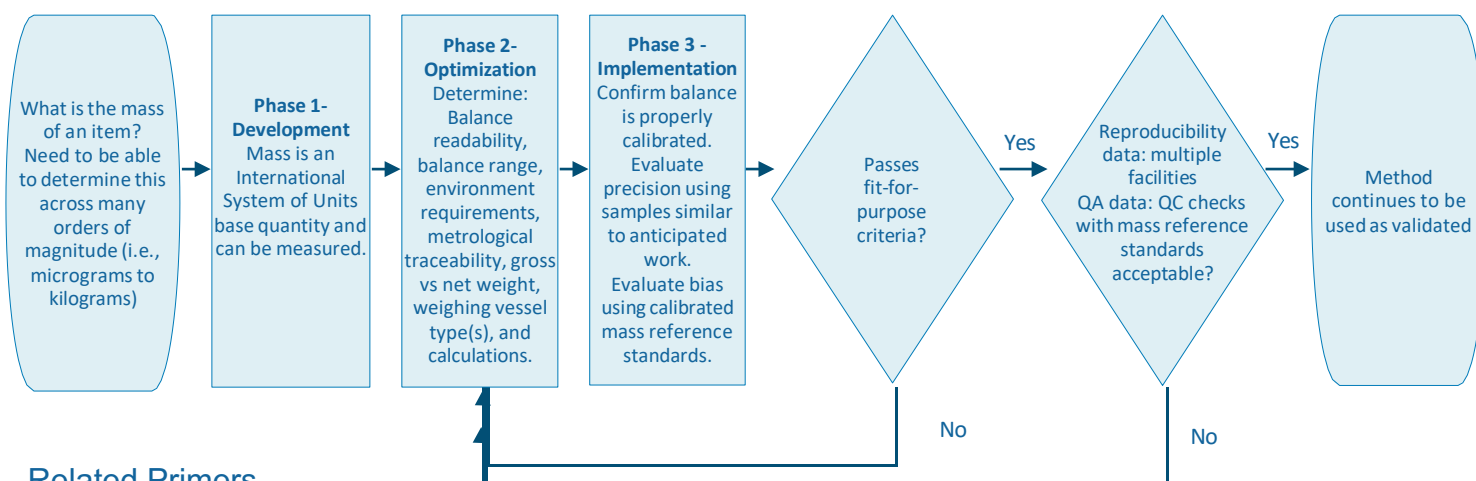 What is the mass
of an item?
Need to be able
to determine this
across many
orders of
magnitude (i.e.,
micrograms to
kilograms)
Phase 1-
Development
Mass is an
International
System of Units
base quantity and
can be measured.
Phase 2-
Optimization
Determine:
Balance
readability,
balance range,
environment
requirements,
metrological
traceability, gross
vs net weight,
weighing vessel
type(s), and
calculations.
Phase 3 -
Implementation
Confirm balance
is properly
calibrated.
Evaluate
precision using
samples similar
to anticipated
work.
Evaluate bias
using calibrated
mass reference
standards.
Passes
fit-for-
purpose
criteria?
Yes
No
Reproducibility
data: multiple
facilities
QA data: QC checks
with mass reference
standards
acceptable?
Yes
No
Method
continues to be
used as validated
Related Primers